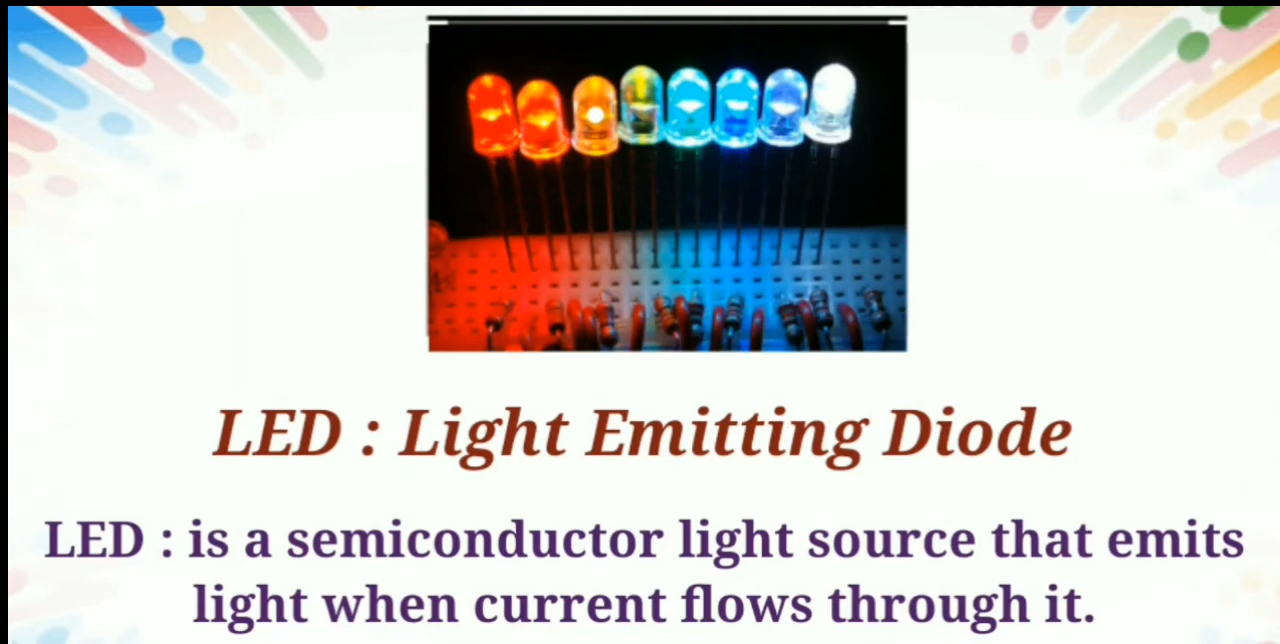 LED : Light Emitting Diode
LED : is a semiconductor light source that emits
light when current flows through it.